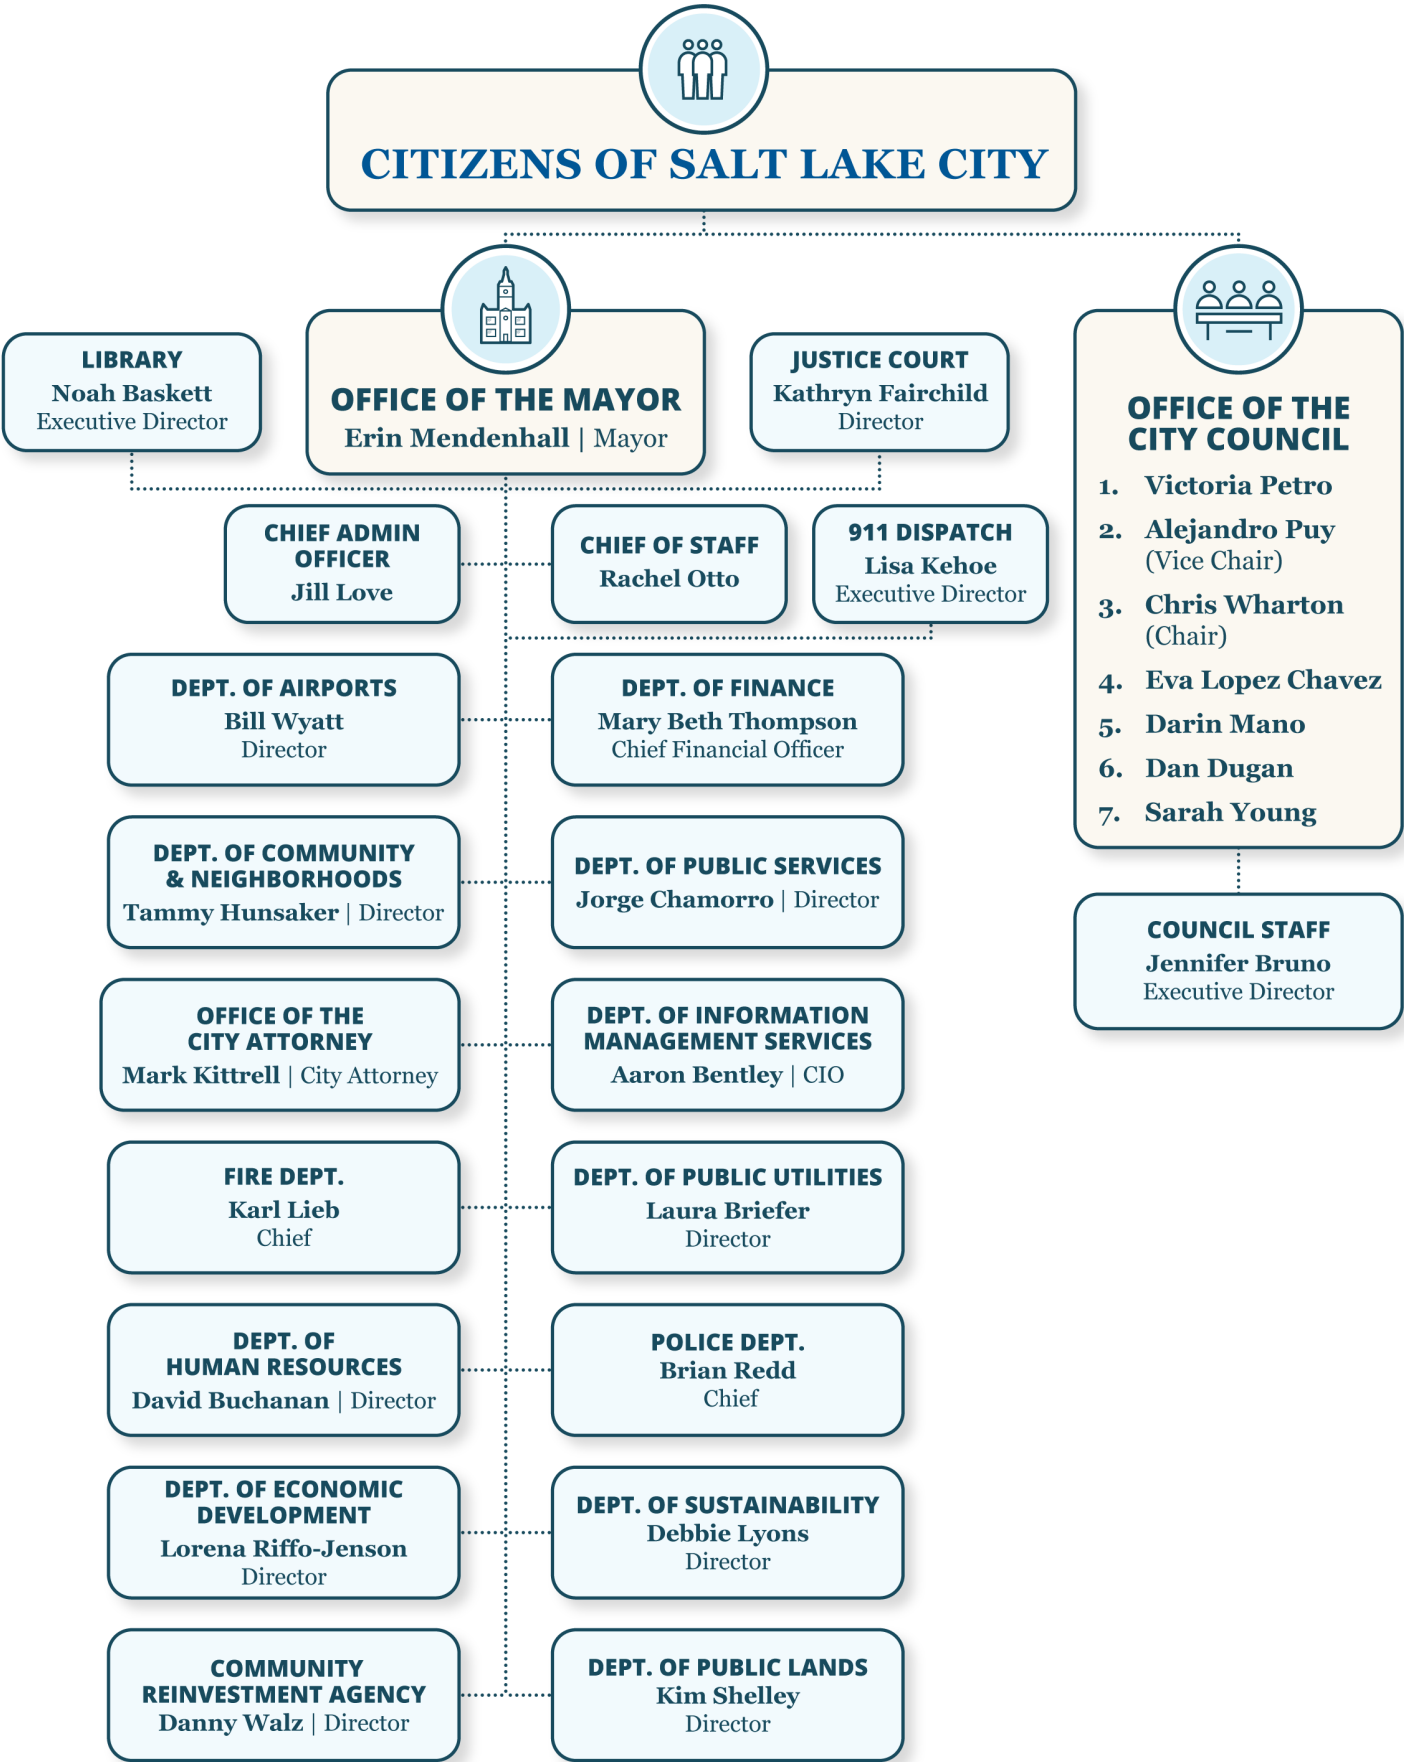 CITIZENS OF SALT LAKE CITY
LIBRARY
Noah Baskett
Executive Director
OFFICE OF THE MAYOR
Erin Mendenhall | Mayor
JUSTICE COURT
Kathryn Fairchild
Director
OFFICE OF THE
CITY COUNCIL
1. Victoria Petro
2. Alejandro Puy
(Vice Chair)
3. Chris Wharton
(Chair)
4. Eva Lopez Chavez
5. Darin Mano
6. Dan Dugan
7. Sarah Young
COUNCIL STAFF
Jennifer Bruno
Executive Director
CHIEF ADMIN
OFFICER
Jill Love
CHIEF OF STAFF
Rachel Otto
911 DISPATCH
Lisa Kehoe
Executive Director
DEPT. OF AIRPORTS
Bill Wyatt
Director
DEPT. OF FINANCE
Mary Beth Thompson
Chief Financial Officer
DEPT. OF COMMUNITY
& NEIGHBORHOODS
Tammy Hunsaker | Director
DEPT. OF PUBLIC SERVICES
Jorge Chamorro | Director
OFFICE OF THE
CITY ATTORNEY
Mark Kittrell | City Attorney
DEPT. OF INFORMATION
MANAGEMENT SERVICES
Aaron Bentley | CIO
FIRE DEPT.
Karl Lieb
Chief
DEPT. OF PUBLIC UTILITIES
Laura Briefer
Director
DEPT. OF
HUMAN RESOURCES
David Buchanan | Director
POLICE DEPT.
Brian Redd
Chief
DEPT. OF ECONOMIC
DEVELOPMENT
Lorena Riffo-Jenson
Director
DEPT. OF SUSTAINABILITY
Debbie Lyons
Director
COMMUNITY
REINVESTMENT AGENCY
Danny Walz | Director
DEPT. OF PUBLIC LANDS
Kim Shelley
Director